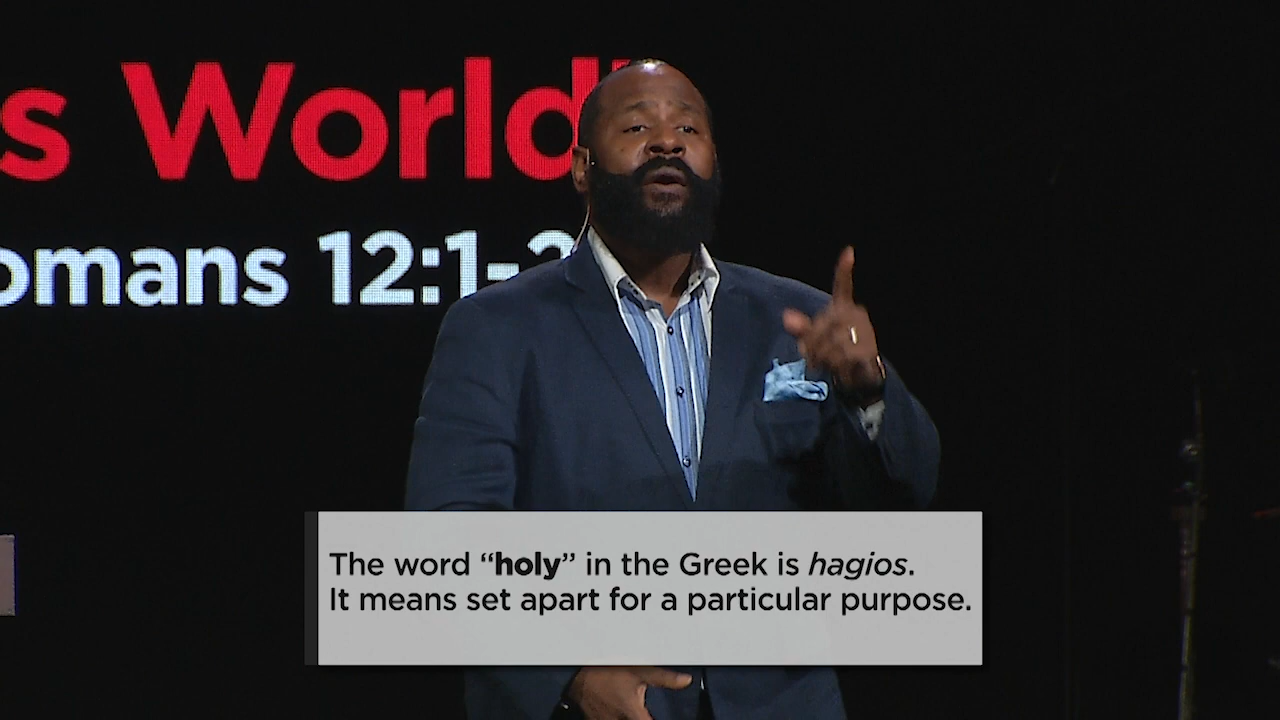 s World!
omans 12:1-2
The word “holy” in the Greek is hagios.
It means set apart for a particular purpose.